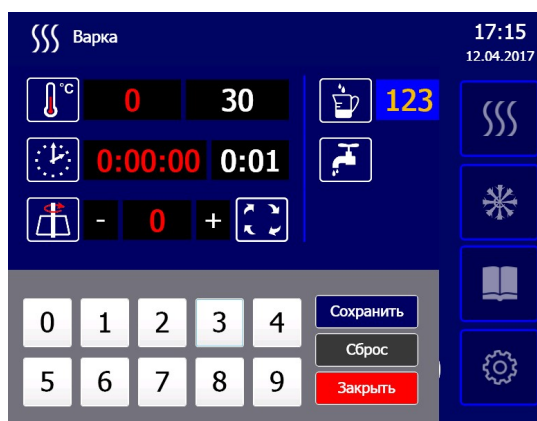 Варка
17:15
12.04.2017
°C 0 30 123
0:00:00 0:01
- 0 +
0 1 2 3 4
5 6 7 8 9
Сохранить
Сброс
Закрыть